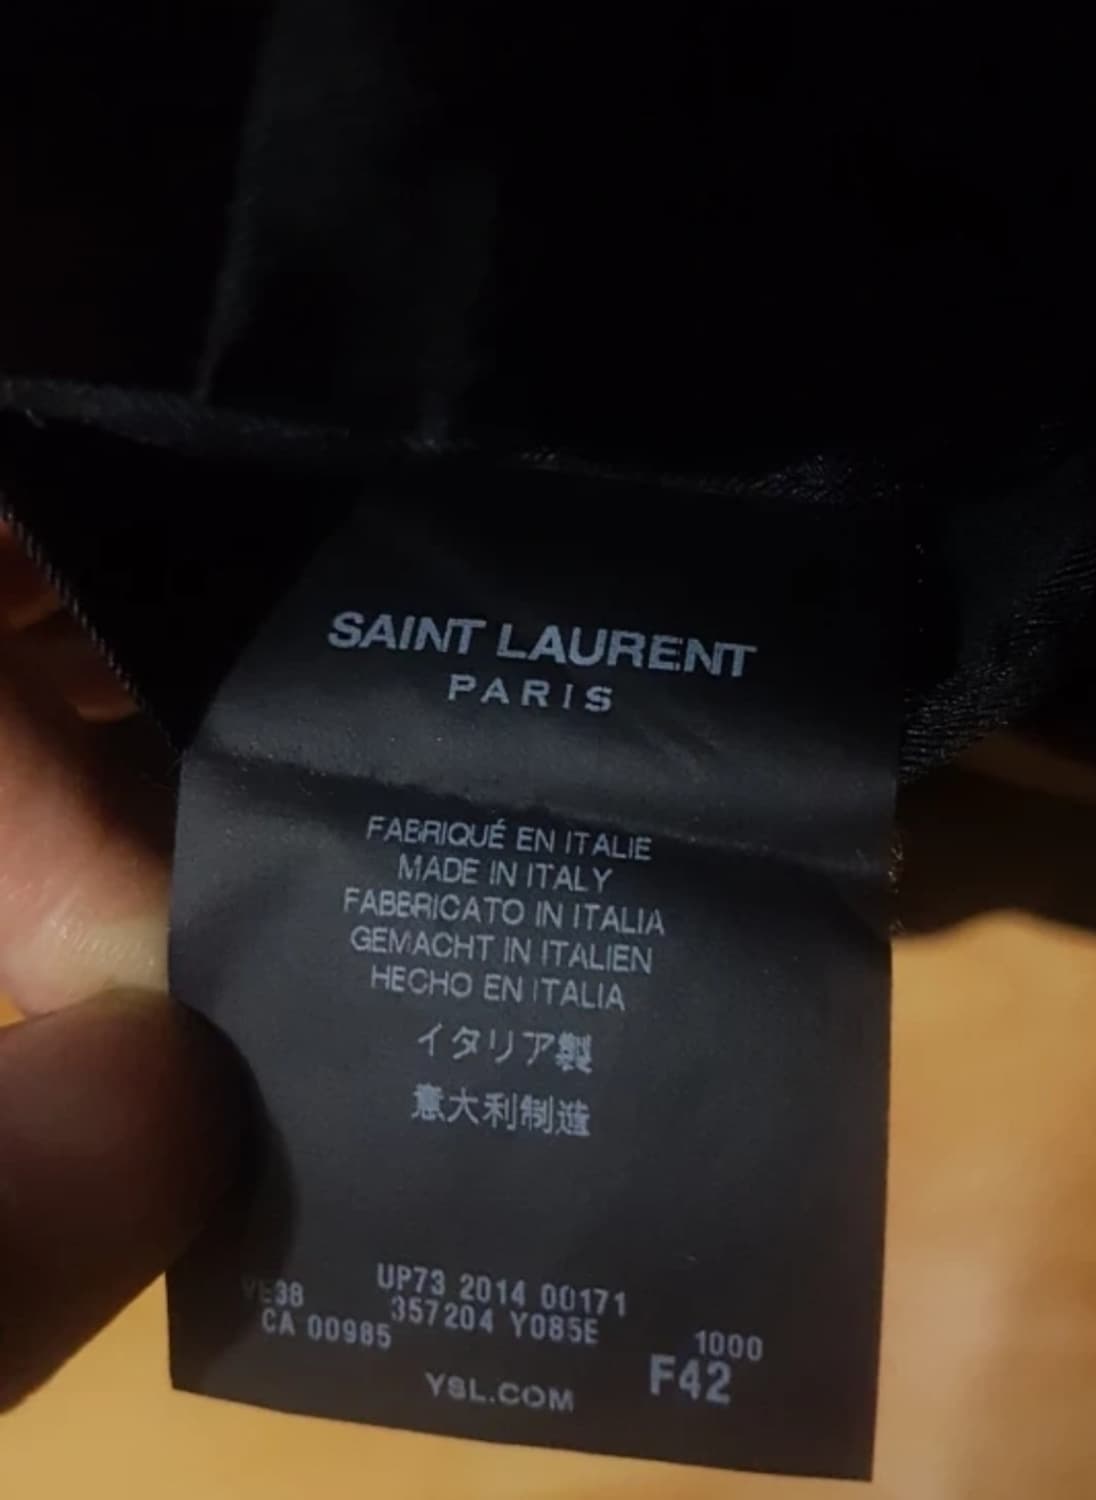 SAINT LAURENT
PARIS
FABRIQUÉ EN ITALIE
MADE IN ITALY
FABBRICATO IN ITALIA
GEMACHT IN ITALIEN
HECHO EN ITALIA
イタリア製
意大利制造
UP73 2014 00171
357204 Y085E 1000
CA 00985
F42
YSL.COM